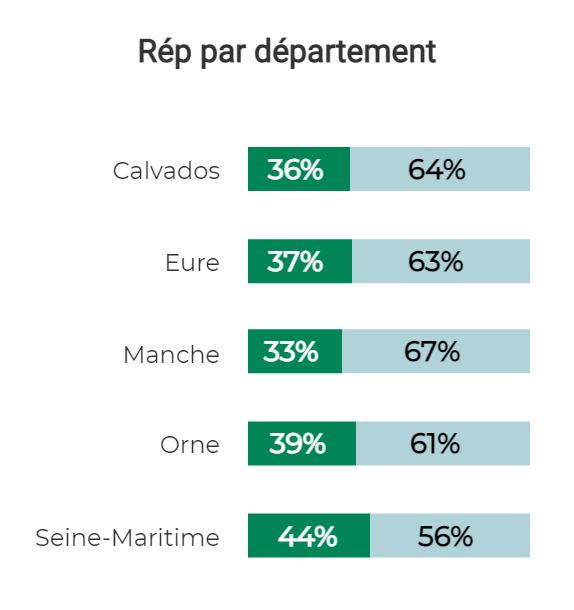 Rép par département
Calvados 36% 64%
Eure 37% 63%
Manche 33% 67%
Orne 39% 61%
Seine-Maritime 44% 56%